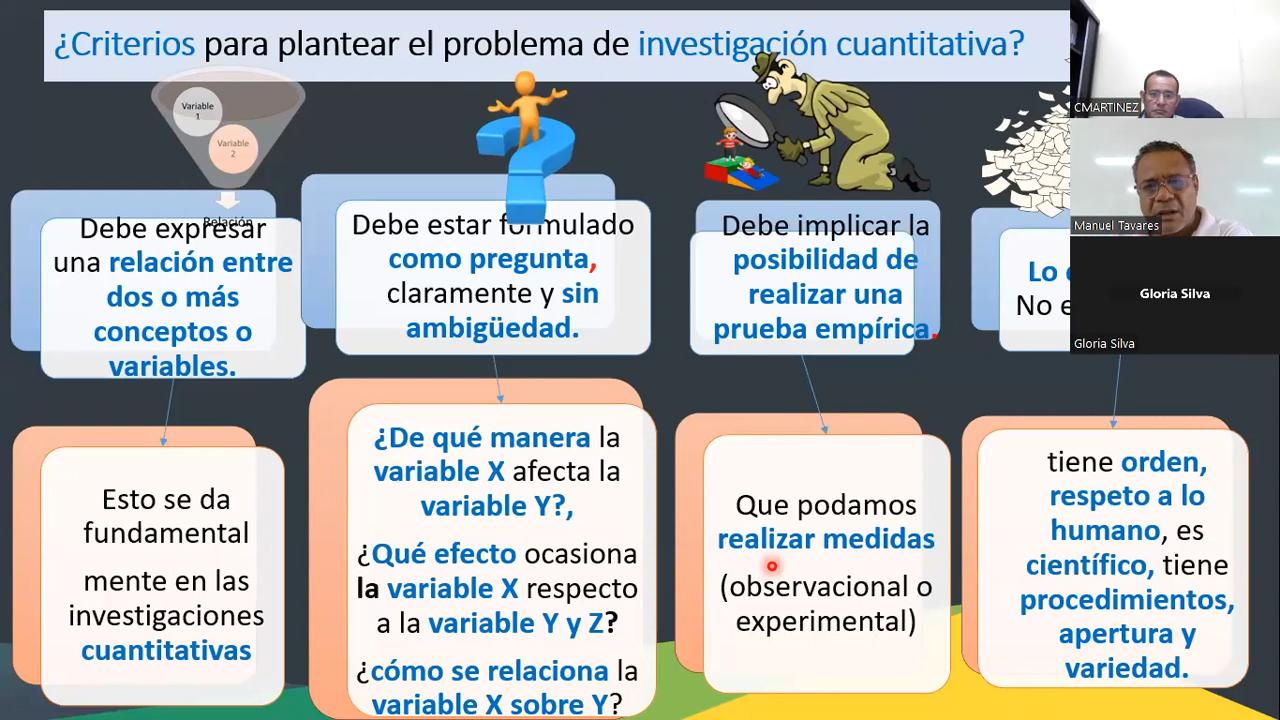 ¿Criterios para plantear el problema de investigación cuantitativa?
Variable
1
Variable
2
Relación
Debe expresar
una relación entre
dos o más
conceptos o
variables.
Esto se da
fundamental
mente en las
investigaciones
cuantitativas
Debe estar formulado
como pregunta,
claramente y sin
ambigüedad.
¿De qué manera la
variable X afecta la
variable Y?,
¿Qué efecto ocasiona
la variable X respecto
a la variable Y y Z?
¿cómo se relaciona la
variable X sobre Y?
Debe implicar la
posibilidad de
realizar una
prueba empírica.
Que podamos
realizar medidas
(observacional o
experimental)
Lo
No
tiene orden,
respeto a lo
humano, es
científico, tiene
procedimientos,
apertura y
variedad.
CMARTINEZ
Manuel Tavares
Gloria Silva
Gloria Silva